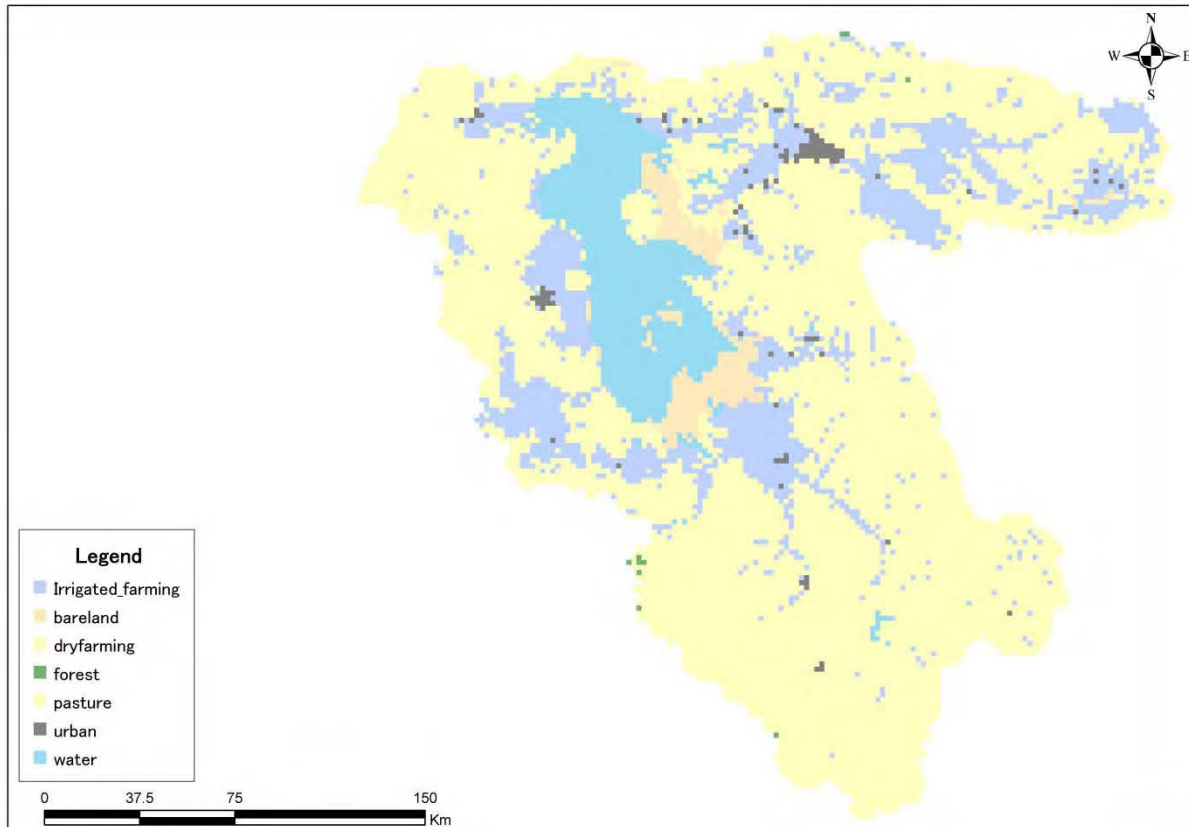 N
W E
S
Legend
Irrigated_farming
bareland
dryfarming
forest
pasture
urban
water
0 37.5 75 150
Km